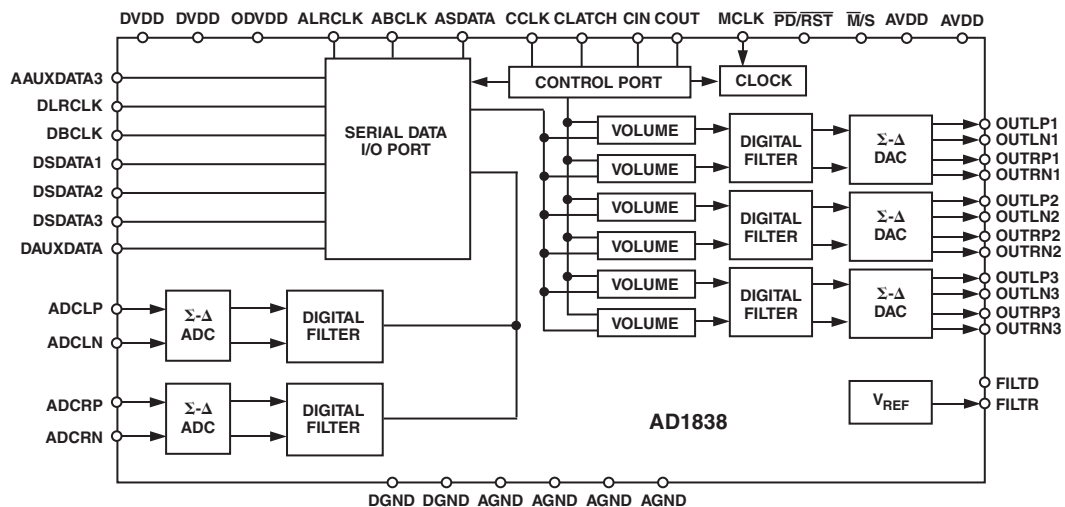 DVDD DVDD ODVDD ALRCLK ABCLK ASDATA CCLK CLATCH CIN COUT MCLK PD/RST M/S AVDD AVDD
AAUXDATA3
DLRCLK
DBCLK
DSDATA1
DSDATA2
DSDATA3
DAUXDATA
SERIAL DATA
I/O PORT
CONTROL PORT
CLOCK
VOLUME
VOLUME
DIGITAL
FILTER
Σ-Δ
DAC
OUTLP1
OUTLN1
OUTRP1
OUTRN1
VOLUME
VOLUME
DIGITAL
FILTER
Σ-Δ
DAC
OUTLP2
OUTLN2
OUTRP2
OUTRN2
VOLUME
VOLUME
DIGITAL
FILTER
Σ-Δ
DAC
OUTLP3
OUTLN3
OUTRP3
OUTRN3
ADCLP
ADCLN
Σ-Δ
ADC
DIGITAL
FILTER
ADCRP
ADCRN
Σ-Δ
ADC
DIGITAL
FILTER
AD1838
VREF
FILTD
FILTR
DGND DGND AGND AGND AGND AGND